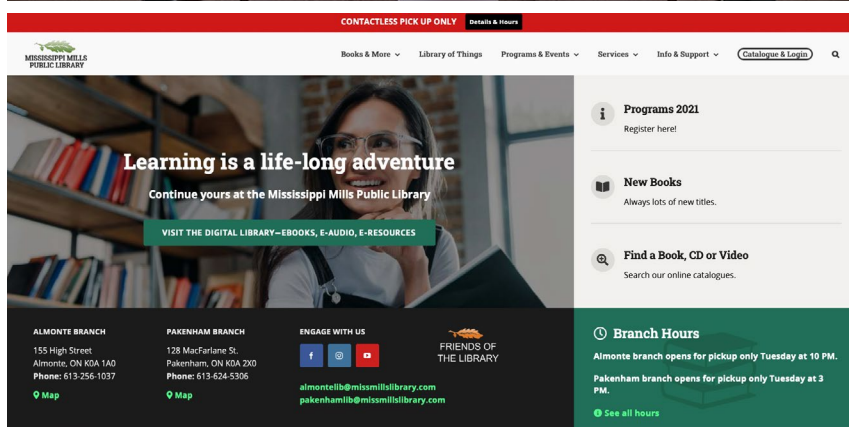 CONTACTLESS PICK UP ONLY Details & Hours
MISSISSIPPI MILLS
PUBLIC LIBRARY
Books & More Library of Things Programs & Events Services Info & Support Catalogue & Login
Learning is a life-long adventure
Continue yours at the Mississippi Mills Public Library
VISIT THE DIGITAL LIBRARY—EBOOKS, E-AUDIO, E-RESOURCES
Programs 2021
Register here!
New Books
Always lots of new titles.
Find a Book, CD or Video
Search our online catalogues.
ALMONTE BRANCH
155 High Street
Almonte, ON K0A 1A0
Phone: 613-256-1037
Map
PAKENHAM BRANCH
128 MacFarlane St.
Pakenham, ON K0A 2X0
Phone: 613-624-5306
Map
ENGAGE WITH US
almontelib@missmillslibrary.com
pakenhamlib@missmillslibrary.com
FRIENDS OF
THE LIBRARY
Branch Hours
Almonte branch opens for pickup only Tuesday at 10 PM.
Pakenham branch opens for pickup only Tuesday at 3
PM.
See all hours